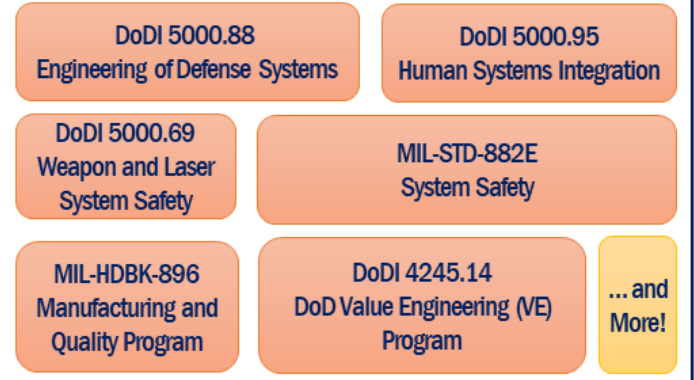 DoDI 5000.88
Engineering of Defense Systems
DoDI 5000.95
Human Systems Integration
DoDI 5000.69
Weapon and Laser
System Safety
MIL-STD-882E
System Safety
MIL-HDBK-896
Manufacturing and
Quality Program
DoDI 4245.14
DoD Value Engineering (VE)
Program
...and
More!